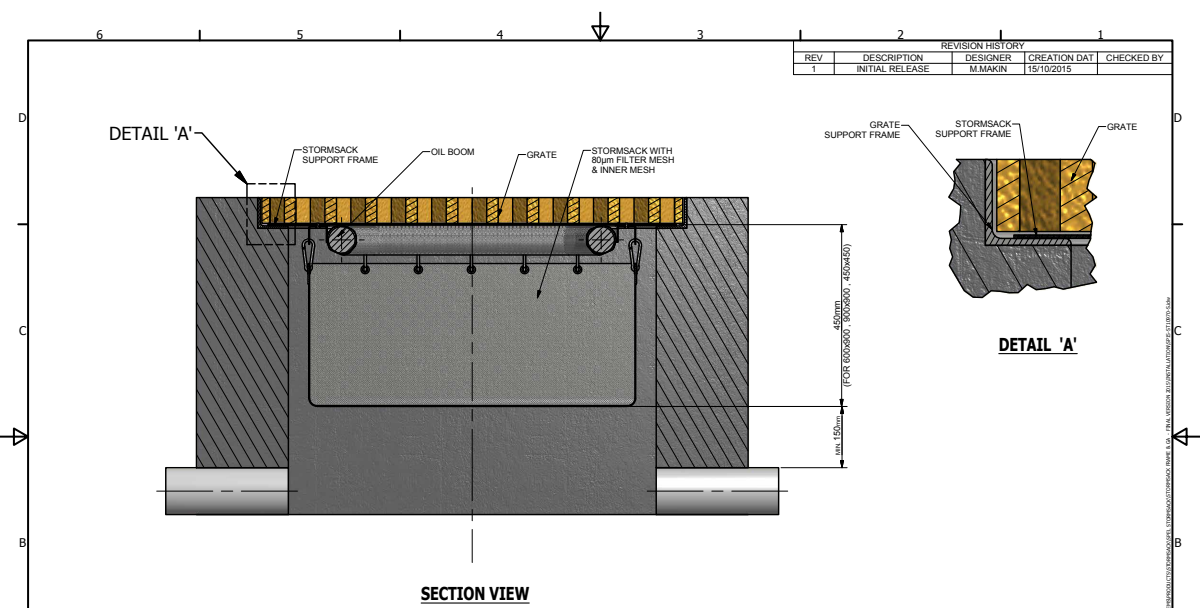 6 5 4 3 2 1
REVISION HISTORY
REV DESCRIPTION DESIGNER CREATION DAT CHECKED BY
1 INITIAL RELEASE M.MAKIN 15/10/2015
D D
DETAIL 'A'
STORMSACK
SUPPORT FRAME
OIL BOOM
GRATE
STORMSACK WITH
80µm FILTER MESH
& INNER MESH
GRATE
SUPPORT FRAME
STORMSACK
SUPPORT FRAME
GRATE
450mm
(FOR 600x900 , 900x900 , 450x450)
MIN. 150mm
C C
DETAIL 'A'
B B
SECTION VIEW